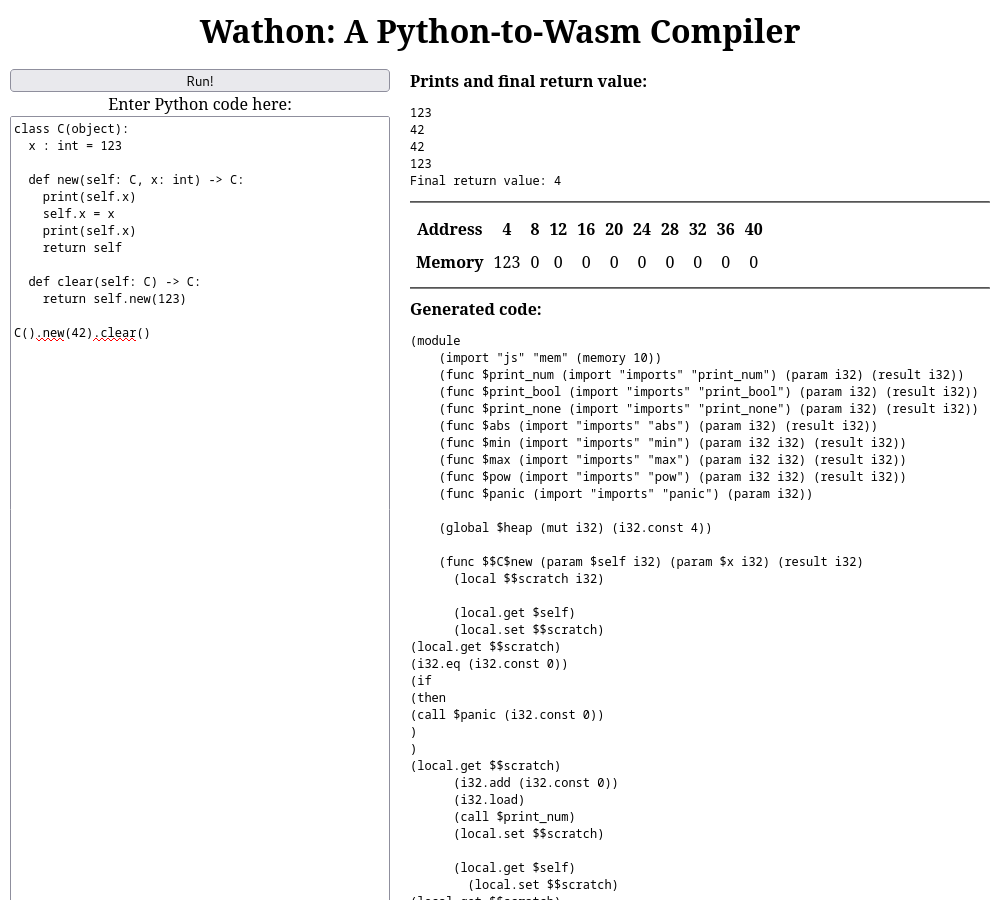 Wathon: A Python-to-Wasm Compiler
Run!
Enter Python code here:
class C(object):
  x : int = 123

  def new(self: C, x: int) -> C:
    print(self.x)
    self.x = x
    print(self.x)
    return self

  def clear(self: C) -> C:
    return self.new(123)

C().new(42).clear()
Prints and final return value:
123
42
42
123
Final return value: 4
Address 4 8 12 16 20 24 28 32 36 40
Memory 123 0 0 0 0 0 0 0 0 0
Generated code:
(module
    (import "js" "mem" (memory 10))
    (func $print_num (import "imports" "print_num") (param i32) (result i32))
    (func $print_bool (import "imports" "print_bool") (param i32) (result i32))
    (func $print_none (import "imports" "print_none") (param i32) (result i32))
    (func $abs (import "imports" "abs") (param i32) (result i32))
    (func $min (import "imports" "min") (param i32 i32) (result i32))
    (func $max (import "imports" "max") (param i32 i32) (result i32))
    (func $pow (import "imports" "pow") (param i32 i32) (result i32))
    (func $panic (import "imports" "panic") (param i32))

    (global $heap (mut i32) (i32.const 4))

    (func $$C$new (param $self i32) (param $x i32) (result i32)
      (local $$scratch i32)

      (local.get $self)
      (local.set $$scratch)
(local.get $$scratch)
(i32.eq (i32.const 0))
(if
(then
(call $panic (i32.const 0))
)
)
(local.get $$scratch)
      (i32.add (i32.const 0))
      (i32.load)
      (call $print_num)
      (local.set $$scratch)

      (local.get $self)
        (local.set $$scratch)
(local.get $$scratch)